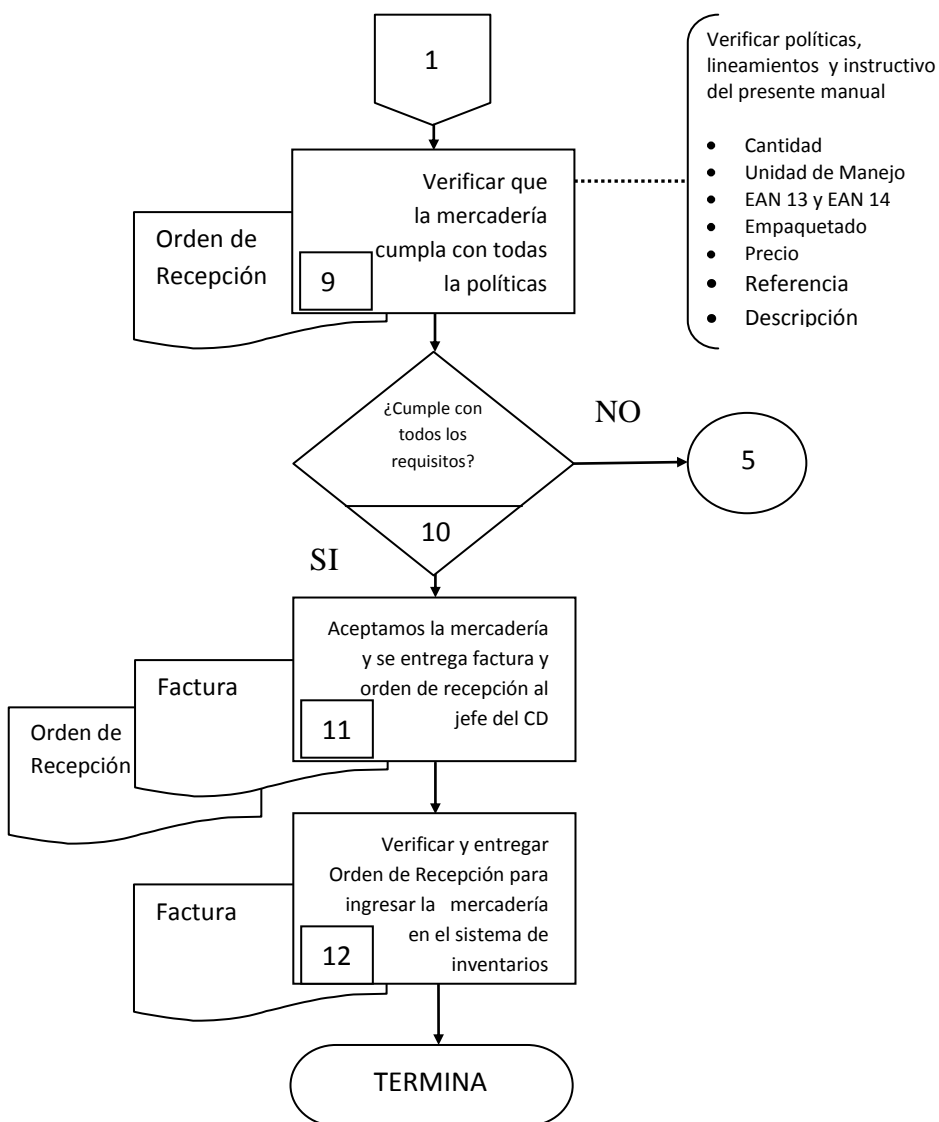 1
Verificar políticas,
lineamientos y instructivo
del presente manual
• Cantidad
• Unidad de Manejo
• EAN 13 y EAN 14
• Empaquetado
• Precio
• Referencia
• Descripción
Verificar que
la mercadería
cumpla con todas
la políticas
9
Orden de
Recepción
¿Cumple con
todos los
requisitos?
10
NO
5
SI
Aceptamos la mercadería
y se entrega factura y
orden de recepción al
jefe del CD
11
Factura
Orden de
Recepción
Verificar y entregar
Orden de Recepción para
ingresar la mercadería
en el sistema de
inventarios
12
Factura
TERMINA